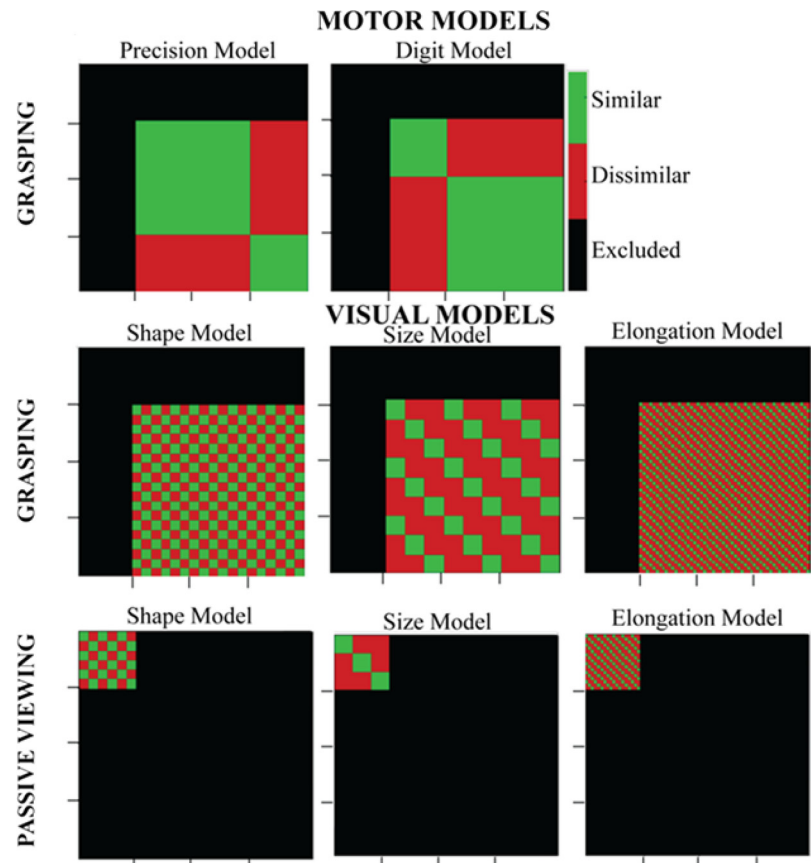 MOTOR MODELS
Precision Model
Digit Model
GRASPING
Similar
Dissimilar
Excluded
VISUAL MODELS
Shape Model
Size Model
Elongation Model
GRASPING
Shape Model
Size Model
Elongation Model
PASSIVE VIEWING